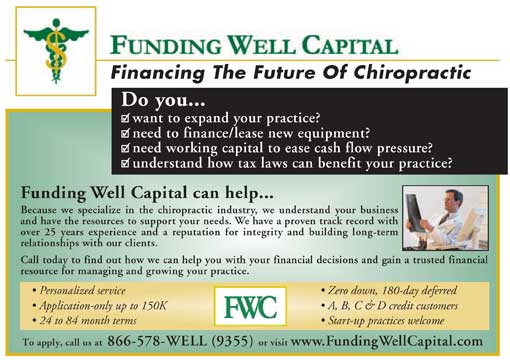 FUNDING WELL CAPITAL
Financing The Future Of Chiropractic
Do you...
want to expand your practice?
need to finance/lease new equipment?
need working capital to ease cash flow pressure?
understand how tax laws can benefit your practice?
Funding Well Capital can help...
Because we specialize in the chiropractic industry, we understand your business
and have the resources to support your needs. We have a proven track record with
over 25 years experience and a reputation for integrity and building long-term
relationships with our clients.
Call today to find out how we can help you with your financial decisions and gain a trusted financial
resource for managing and growing your practice.
• Personalized service
• Application-only up to 150K
• 24 to 84 month terms
FWC
• Zero down, 180-day deferred
• A, B, C & D credit customers
• Start-up practices welcome
To apply, call us at 866-578-WELL (9355) or visit www.FundingWellCapital.com